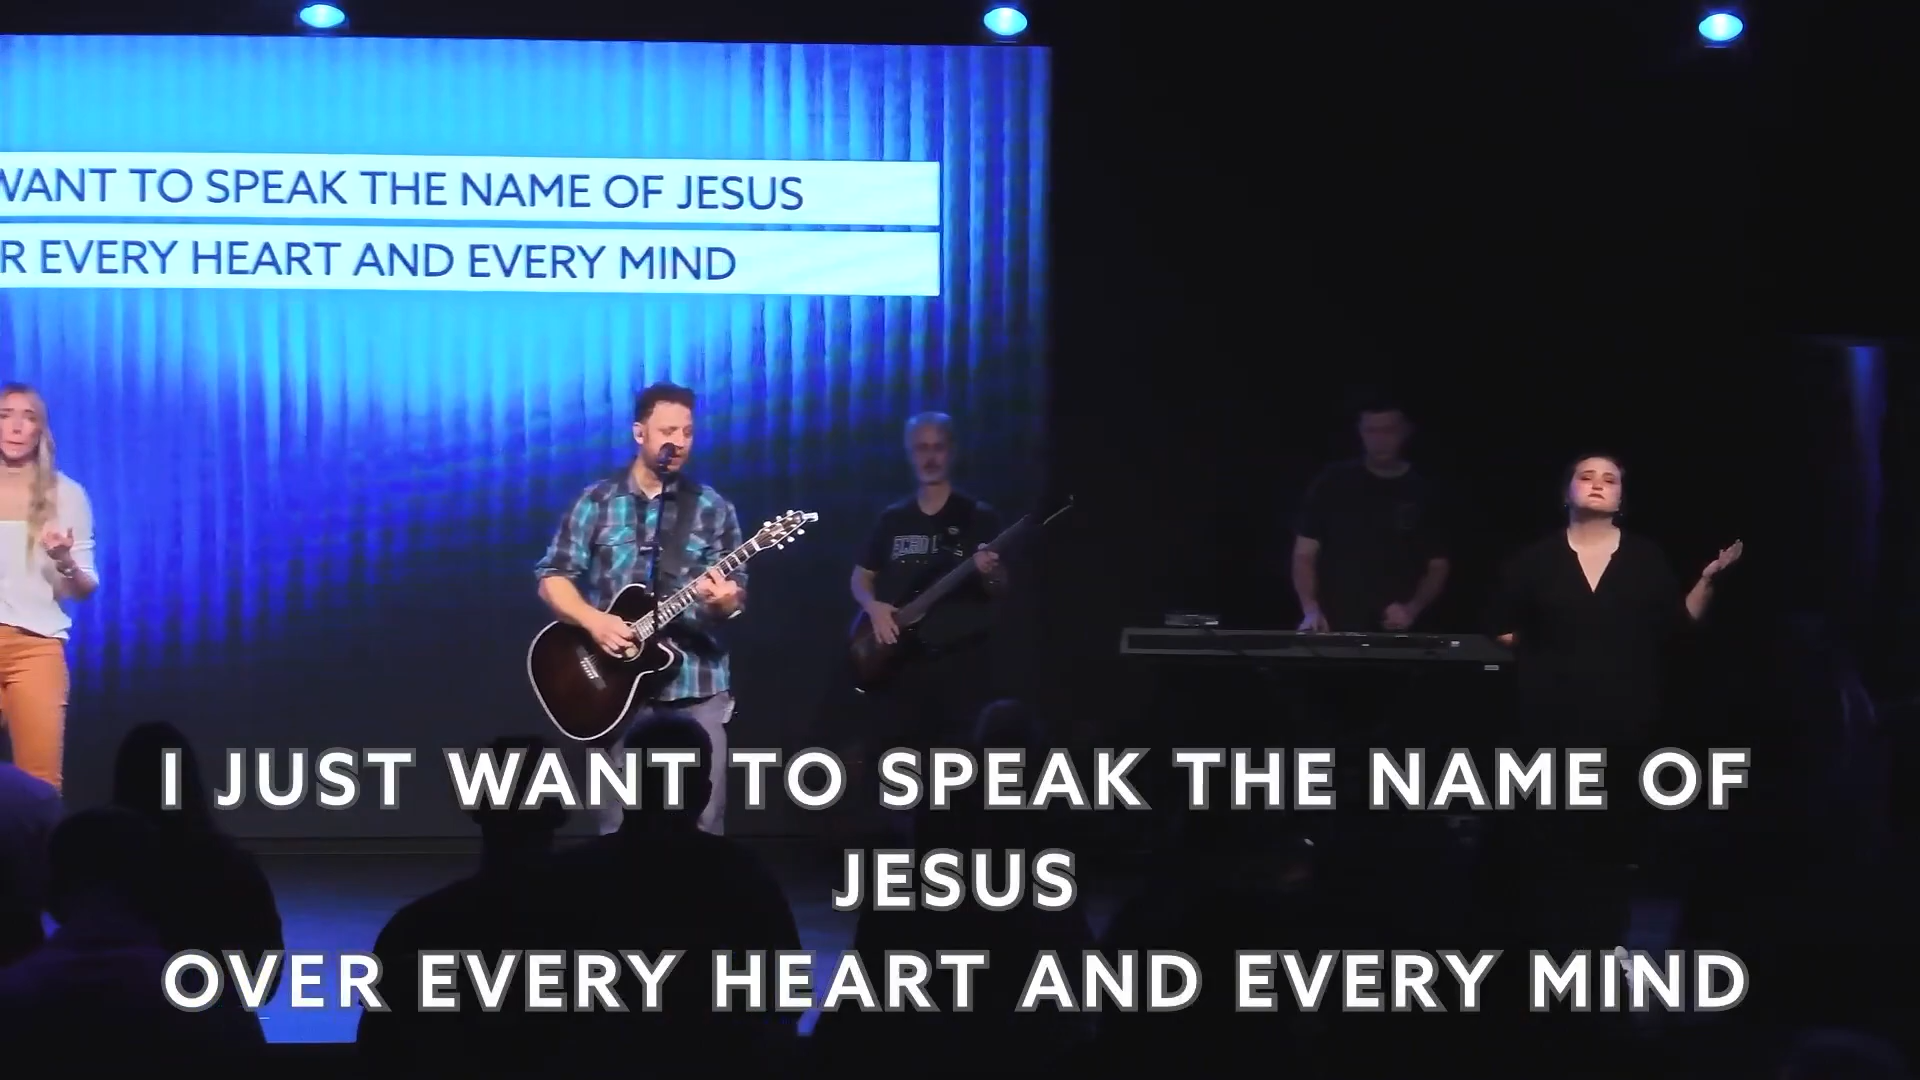 WANT TO SPEAK THE NAME OF JESUS
R EVERY HEART AND EVERY MIND
I JUST WANT TO SPEAK THE NAME OF
JESUS
OVER EVERY HEART AND EVERY MIND